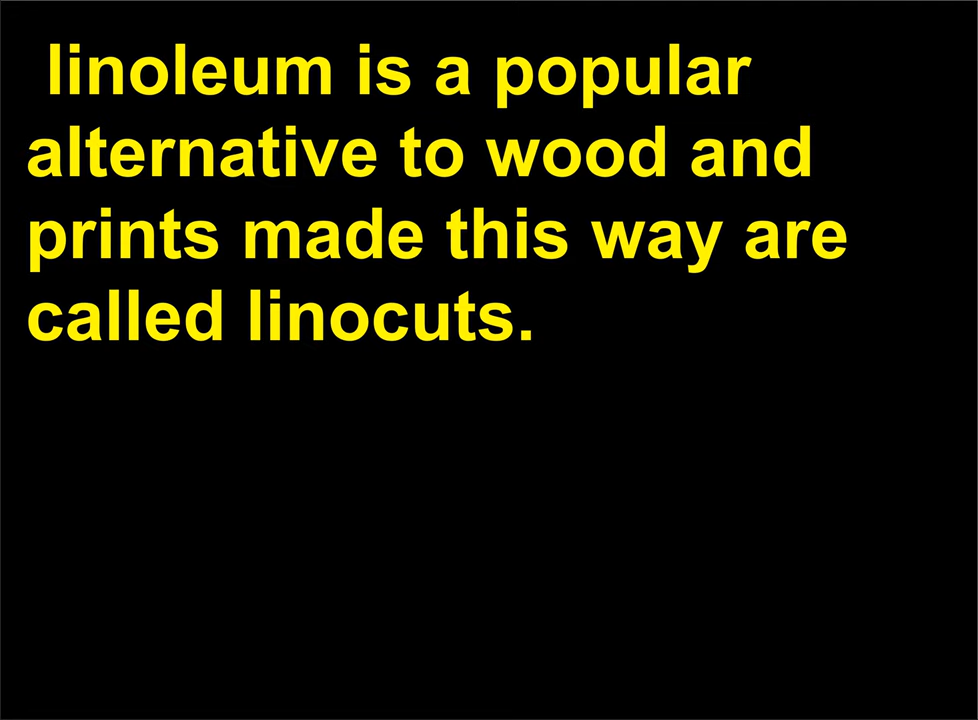 linoleum is a popular
alternative to wood and
prints made this way are
called linocuts.